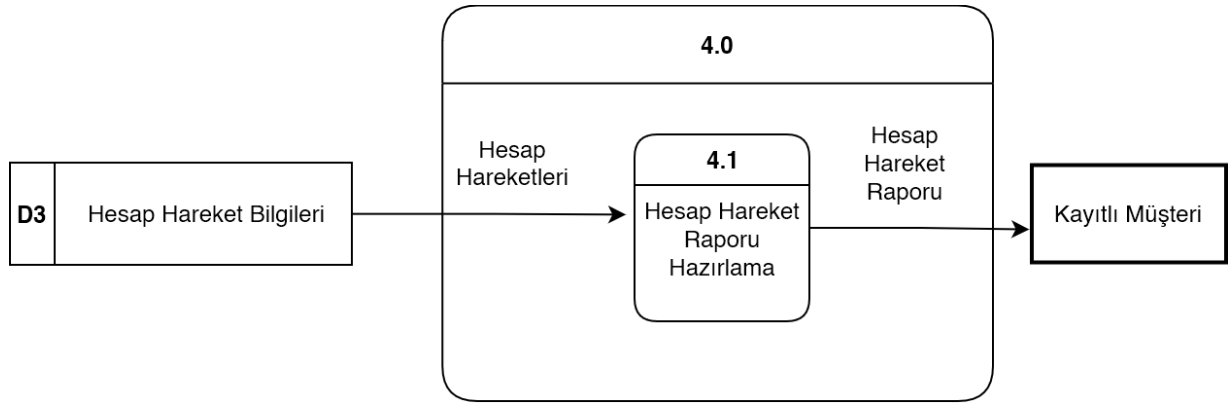 4.0
D3
Hesap Hareket Bilgileri
Hesap
Hareketleri
4.1
Hesap Hareket
Raporu
Hazırlama
Hesap
Hareket
Raporu
Kayıtlı Müşteri